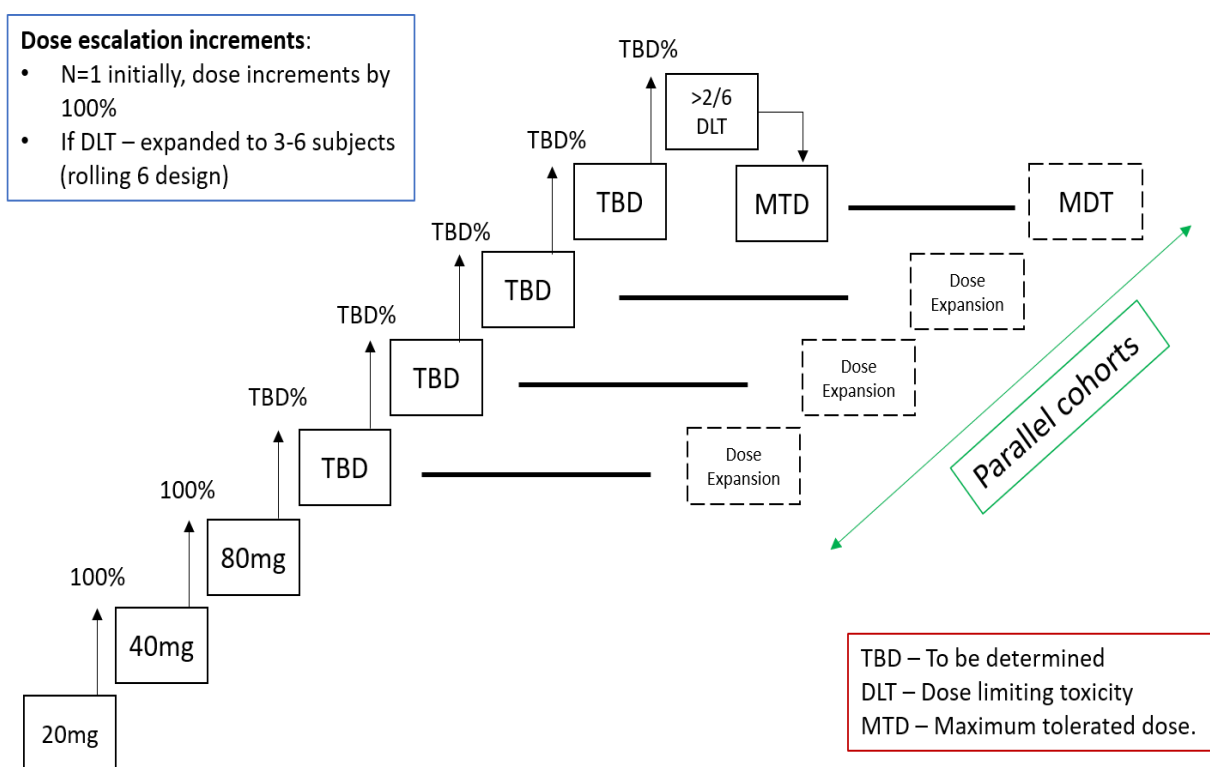 Dose escalation increments:
• N=1 initially, dose increments by
100%
• If DLT – expanded to 3-6 subjects
(rolling 6 design)
TBD%
>2/6
DLT
TBD%
TBD
MTD
MDT
TBD%
TBD
Dose
Expansion
TBD%
TBD
Dose
Expansion
TBD%
TBD
Dose
Expansion
Parallel cohorts
100%
80mg
100%
40mg
20mg
TBD – To be determined
DLT – Dose limiting toxicity
MTD – Maximum tolerated dose.